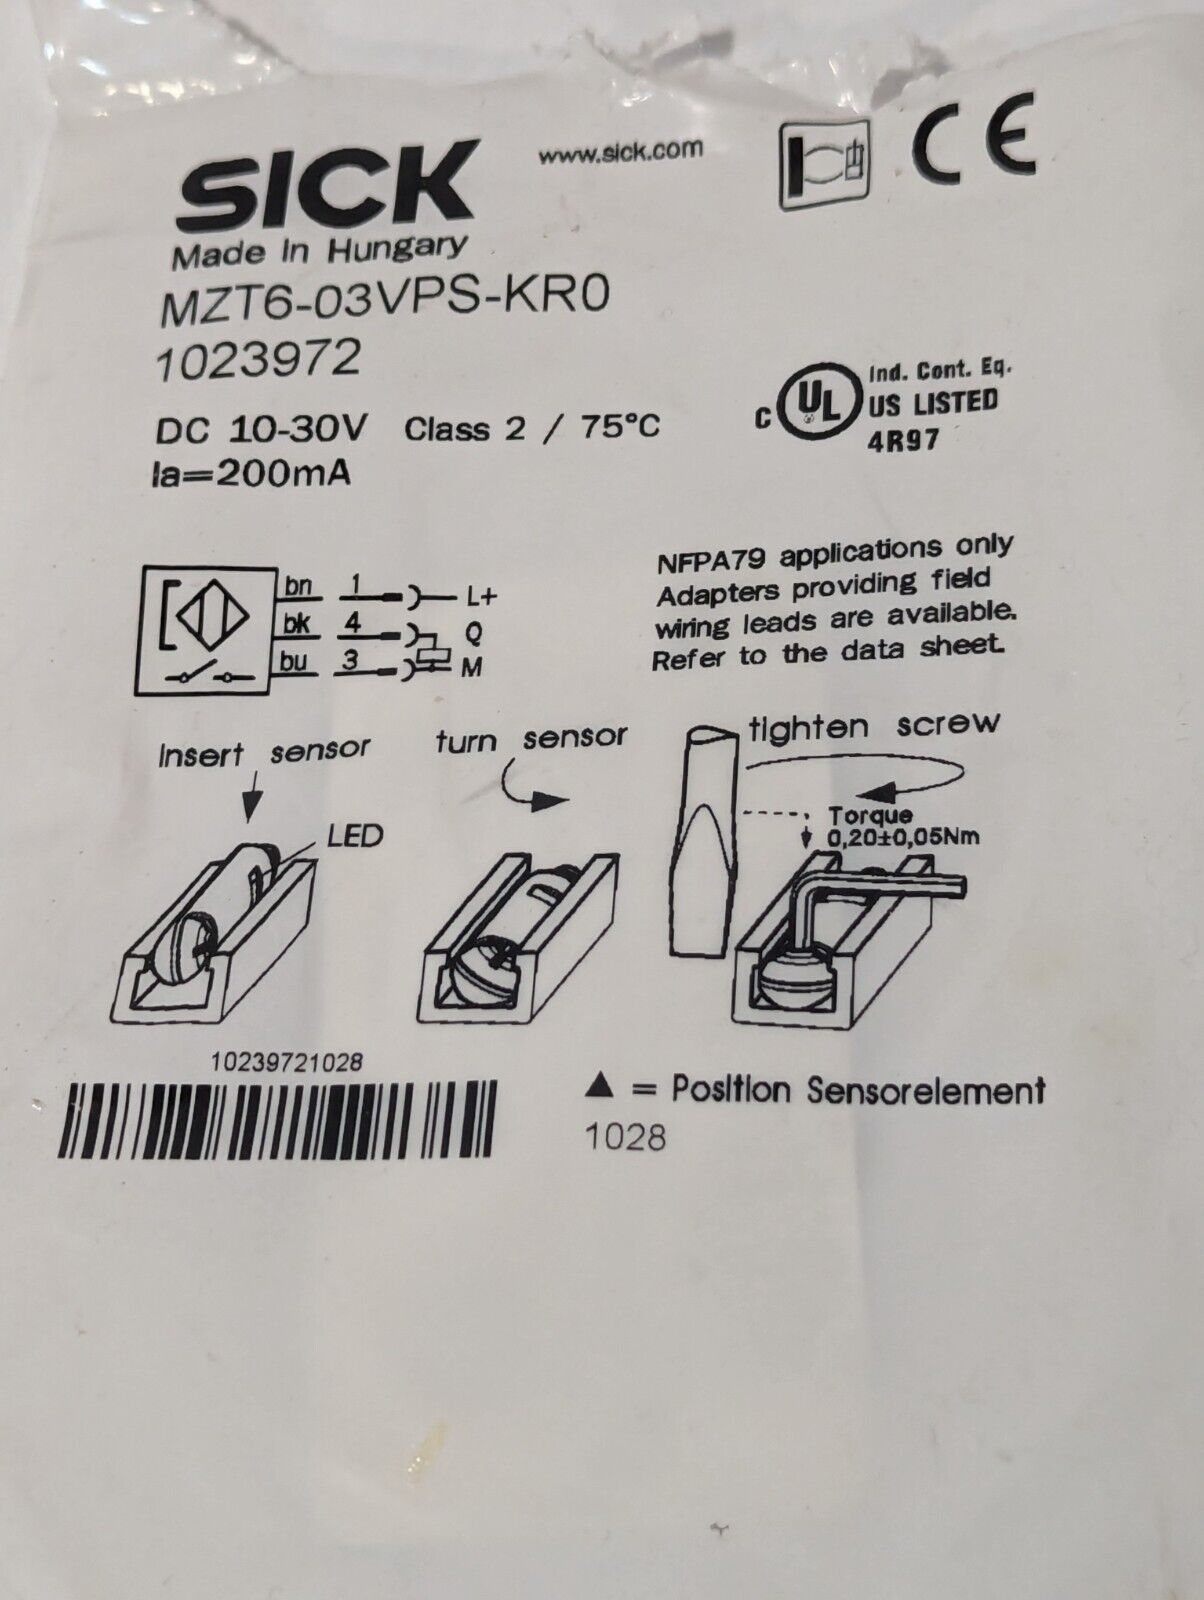 SICK
www.sick.com
CE
Made in Hungary
MZT6-03VPS-KR0
1023972
DC 10-30V Class 2 / 75°C
Ia=200mA
C UL Ind. Cont. Eq.
US LISTED
4R97
bn 1 L+
bk 4 Q
bu 3 M
NFPA79 applications only
Adapters providing field
wiring leads are available.
Refer to the data sheet.
Insert sensor
turn sensor
tighten screw
LED
Torque
0,20±0,05Nm
10239721028
▲ = Position Sensorelement
1028